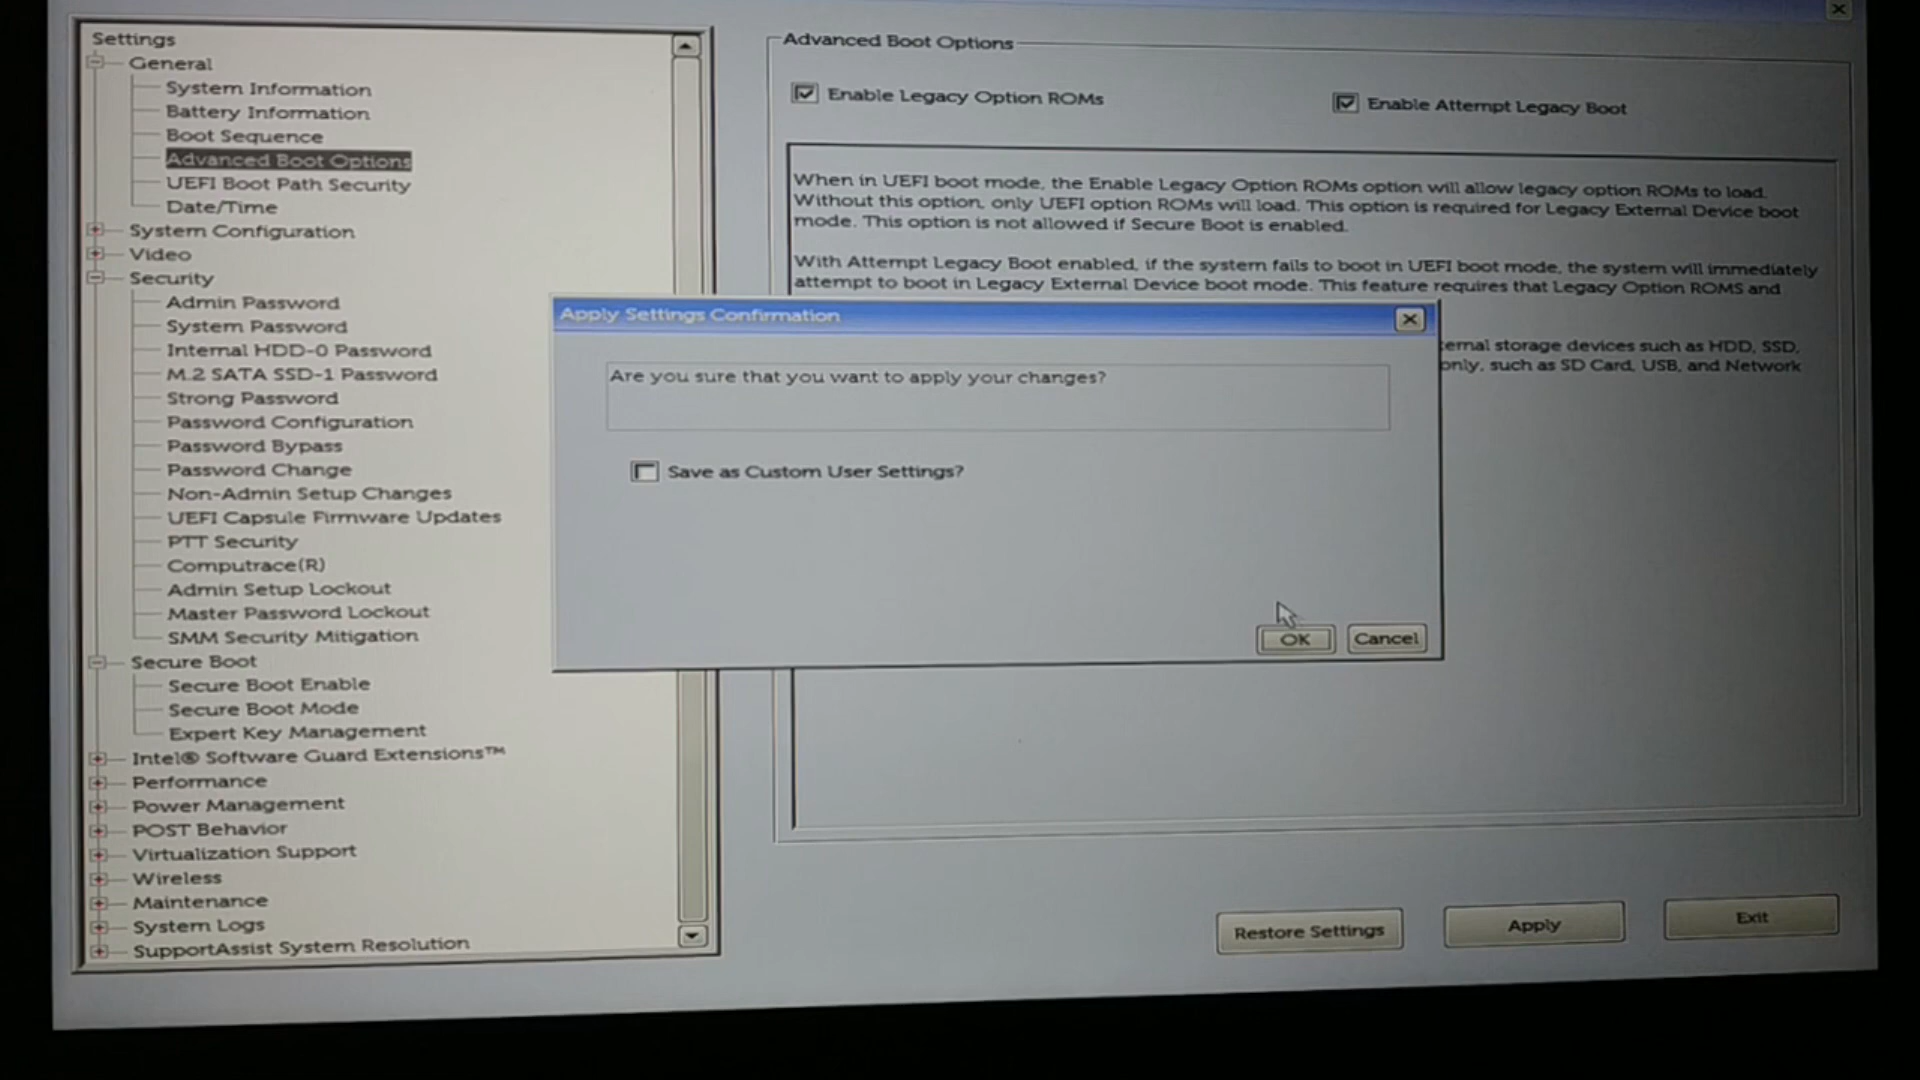 Settings
General
System Information
Battery Information
Boot Sequence
Advanced Boot Options
UEFI Boot Path Security
Date/Time
System Configuration
Video
Security
Admin Password
System Password
Internal HDD-0 Password
M.2 SATA SSD-1 Password
Strong Password
Password Configuration
Password Bypass
Password Change
Non-Admin Setup Changes
UEFI Capsule Firmware Updates
PTT Security
Computrace(R)
Admin Setup Lockout
Master Password Lockout
SMM Security Mitigation
Secure Boot
Secure Boot Enable
Secure Boot Mode
Expert Key Management
Intel® Software Guard Extensions™
Performance
Power Management
POST Behavior
Virtualization Support
Wireless
Maintenance
System Logs
SupportAssist System Resolution
Advanced Boot Options
Enable Legacy Option ROMs
Enable Attempt Legacy Boot
When in UEFI boot mode, the Enable Legacy Option ROMs option will allow legacy option ROMs to load.
Without this option, only UEFI option ROMs will load. This option is required for Legacy External Device boot
mode. This option is not allowed if Secure Boot is enabled.
With Attempt Legacy Boot enabled, if the system fails to boot in UEFI boot mode, the system will immediately
attempt to boot in Legacy External Device boot mode. This feature requires that Legacy Option ROMS and
ernal storage devices such as HDD, SSD,
only, such as SD Card, USB, and Network
Apply Settings Confirmation
Are you sure that you want to apply your changes?
Save as Custom User Settings?
OK
Cancel
Restore Settings
Apply
Exit